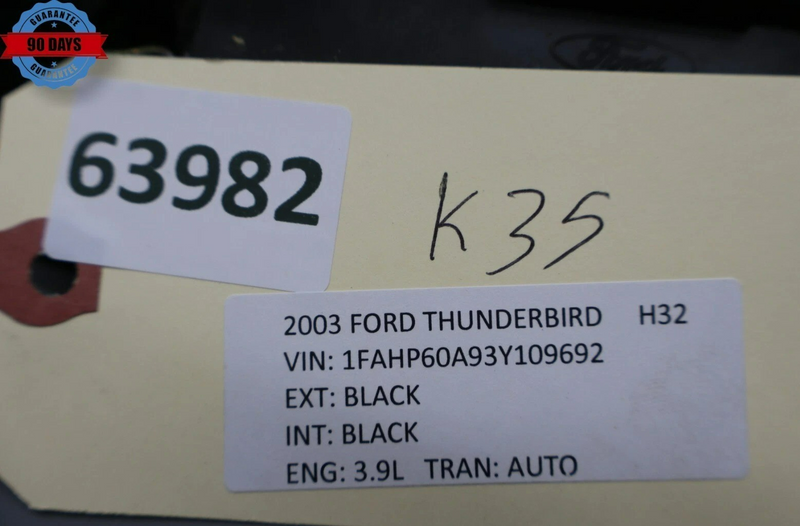 GUARANTEE
90 DAYS
GUARANTEE
Ford
63982
K35
2003 FORD THUNDERBIRD H32
VIN: 1FAHP60A93Y109692
EXT: BLACK
INT: BLACK
ENG: 3.9L TRAN: AUTO